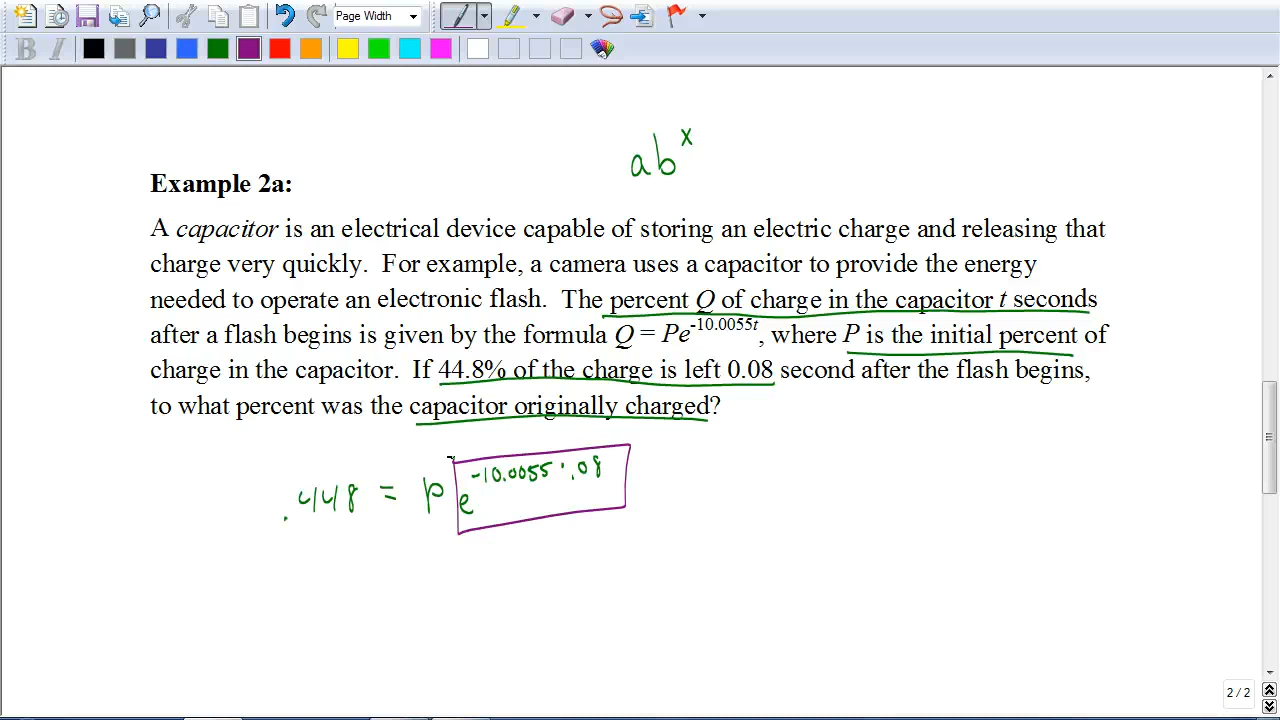 Page Width
B I
ab^x
Example 2a:
A capacitor is an electrical device capable of storing an electric charge and releasing that
charge very quickly. For example, a camera uses a capacitor to provide the energy
needed to operate an electronic flash. The percent Q of charge in the capacitor t seconds
after a flash begins is given by the formula Q = Pe^-10.0055t, where P is the initial percent of
charge in the capacitor. If 44.8% of the charge is left 0.08 second after the flash begins,
to what percent was the capacitor originally charged?
.448 = p e^-10.0055·.08
2 / 2